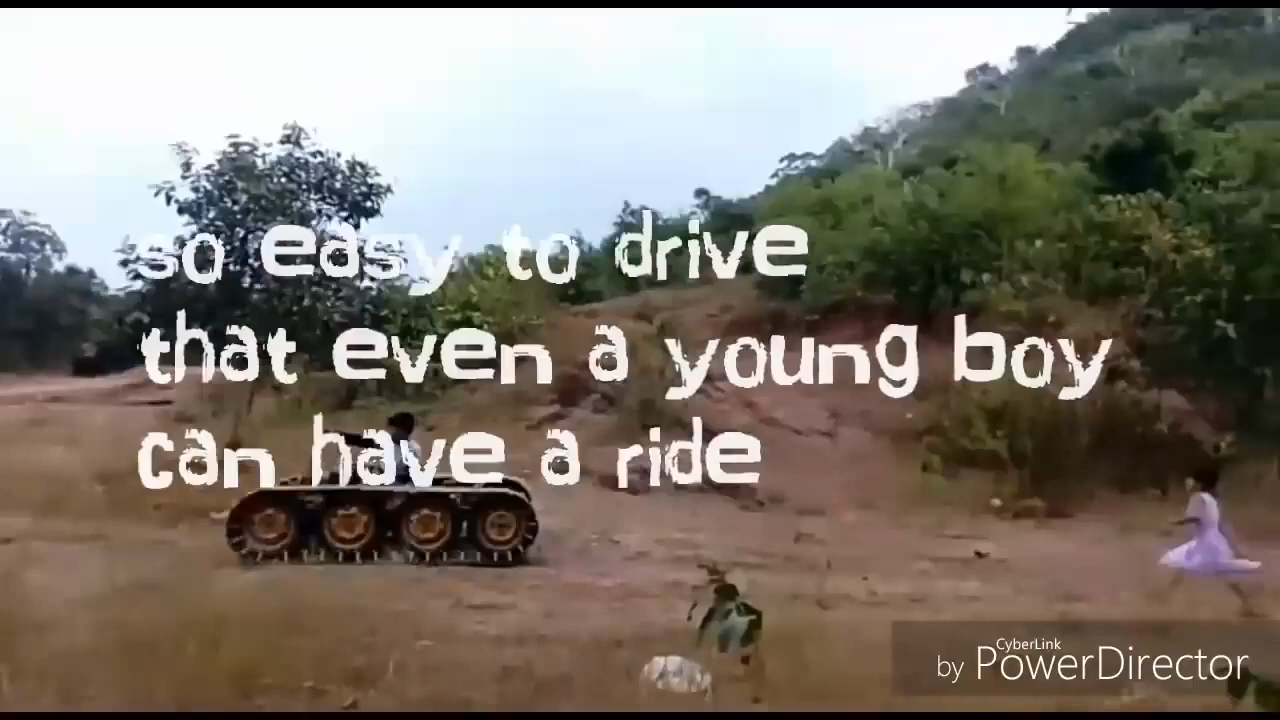 so easy to drive
that even a young boy
can have a ride
CyberLink
by PowerDirector